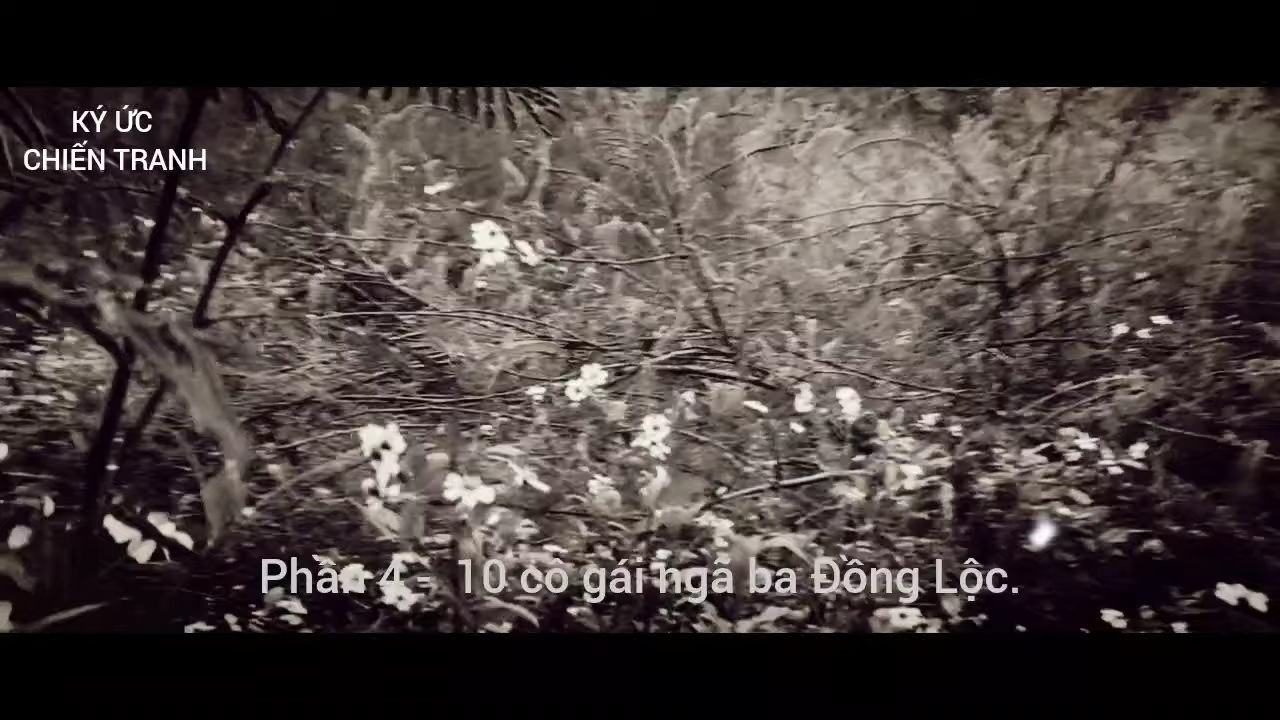 KÝ ỨC
CHIẾN TRANH
Phần 4 - 10 cô gái ngã ba Đồng Lộc.